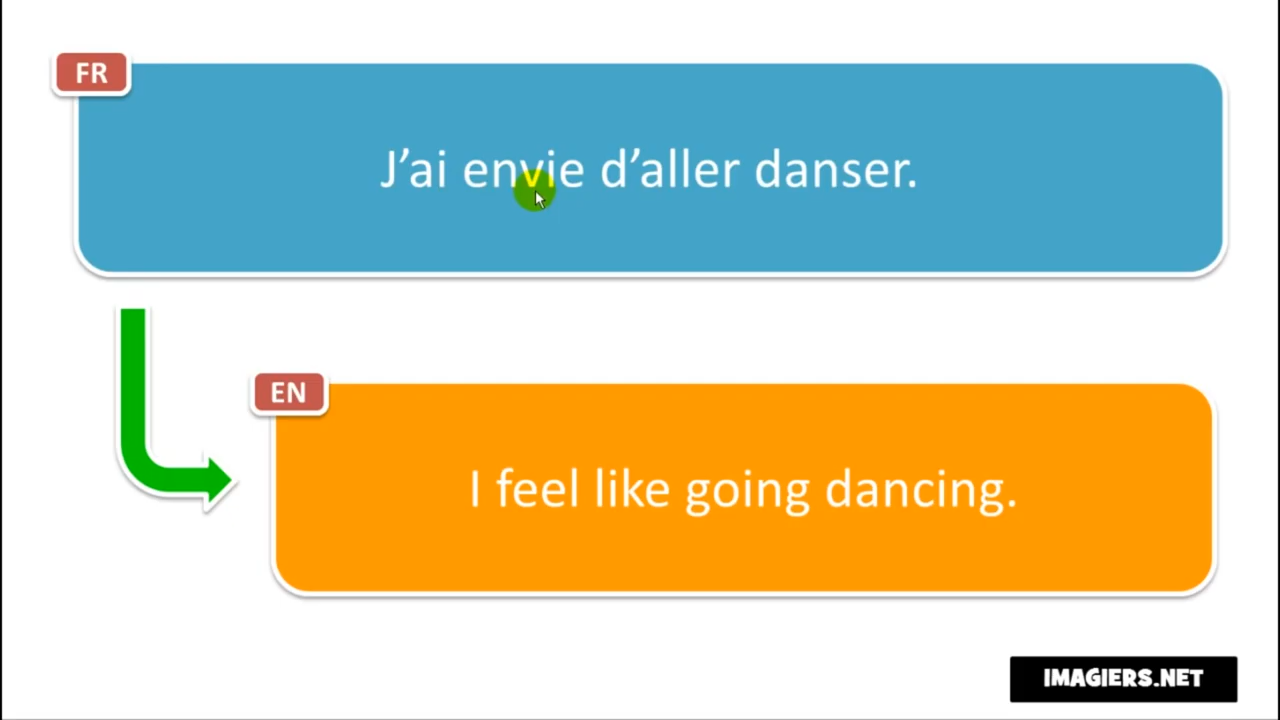 FR
J’ai envie d’aller danser.
EN
I feel like going dancing.
IMAGIERS.NET